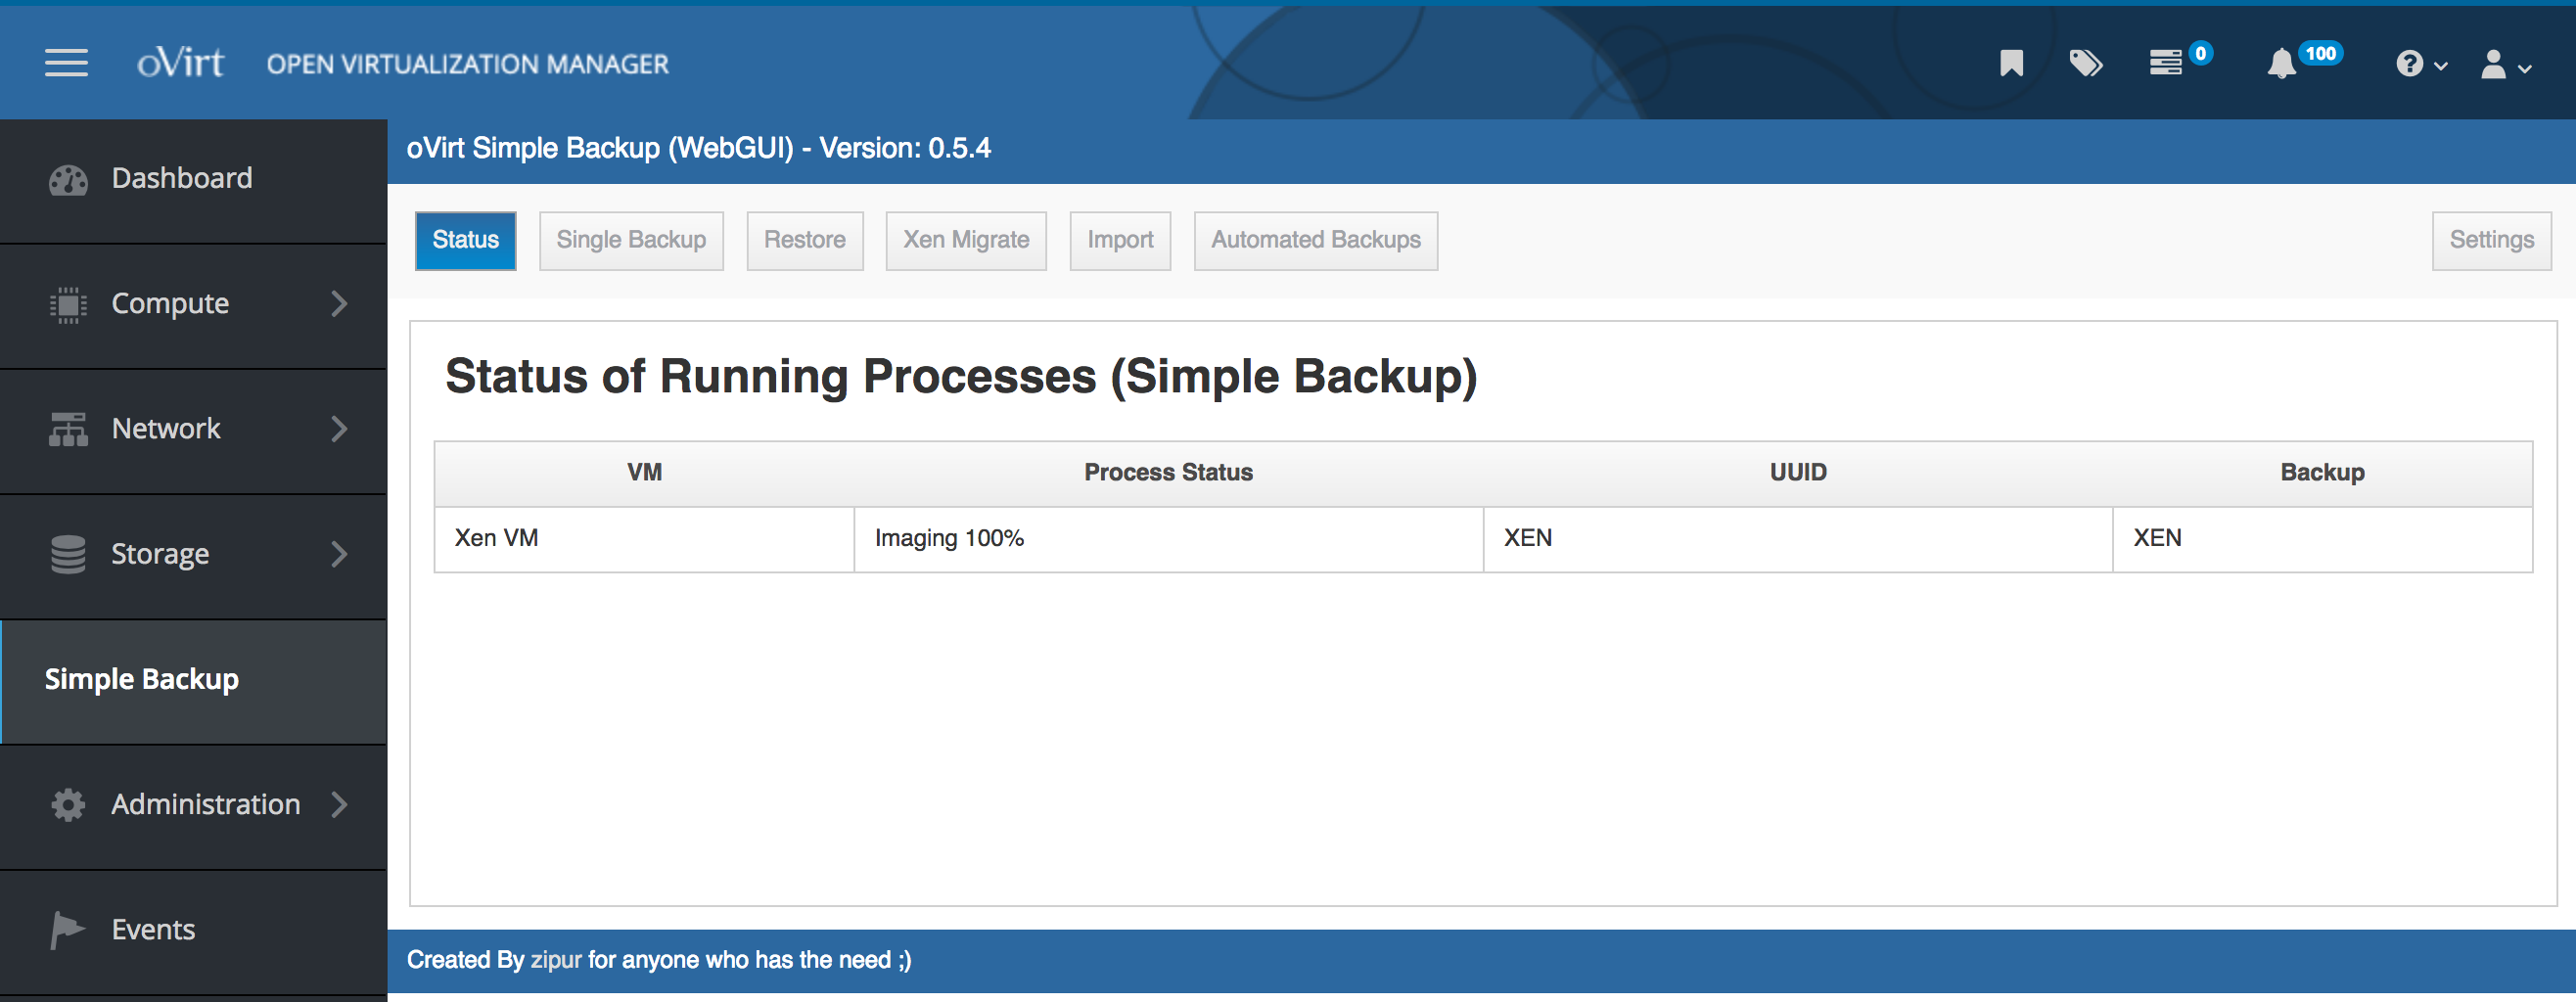 oVirt OPEN VIRTUALIZATION MANAGER 0 100 ?
oVirt Simple Backup (WebGUI) - Version: 0.5.4
Dashboard
Compute
Network
Storage
Simple Backup
Administration
Events
Status Single Backup Restore Xen Migrate Import Automated Backups Settings
Status of Running Processes (Simple Backup)
VM Process Status UUID Backup
Xen VM Imaging 100% XEN XEN
Created By zipur for anyone who has the need ;)